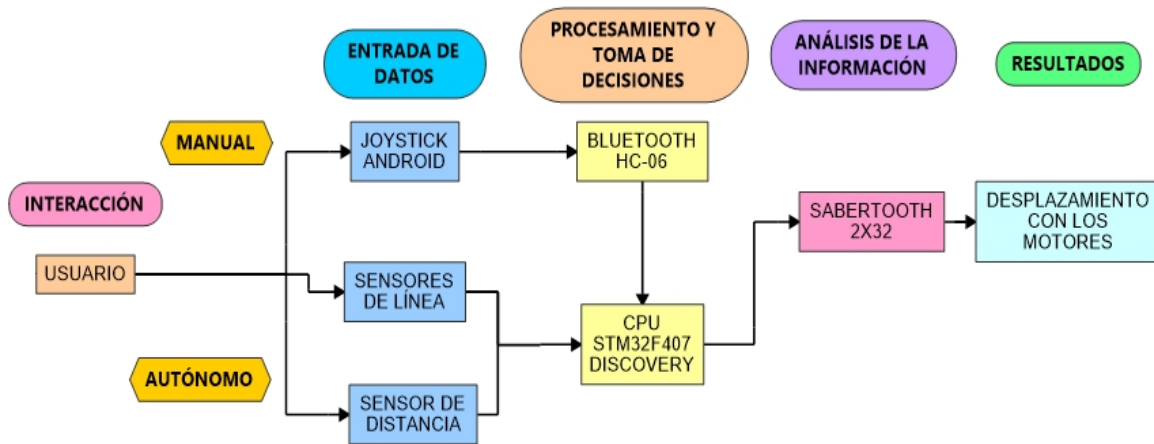 ENTRADA DE
DATOS
PROCESAMIENTO Y
TOMA DE
DECISIONES
ANÁLISIS DE LA
INFORMACIÓN
RESULTADOS
MANUAL
JOYSTICK
ANDROID
BLUETOOTH
HC-06
INTERACCIÓN
SABERTOOTH
2X32
DESPLAZAMIENTO
CON LOS
MOTORES
USUARIO
SENSORES
DE LÍNEA
CPU
STM32F407
DISCOVERY
AUTÓNOMO
SENSOR DE
DISTANCIA